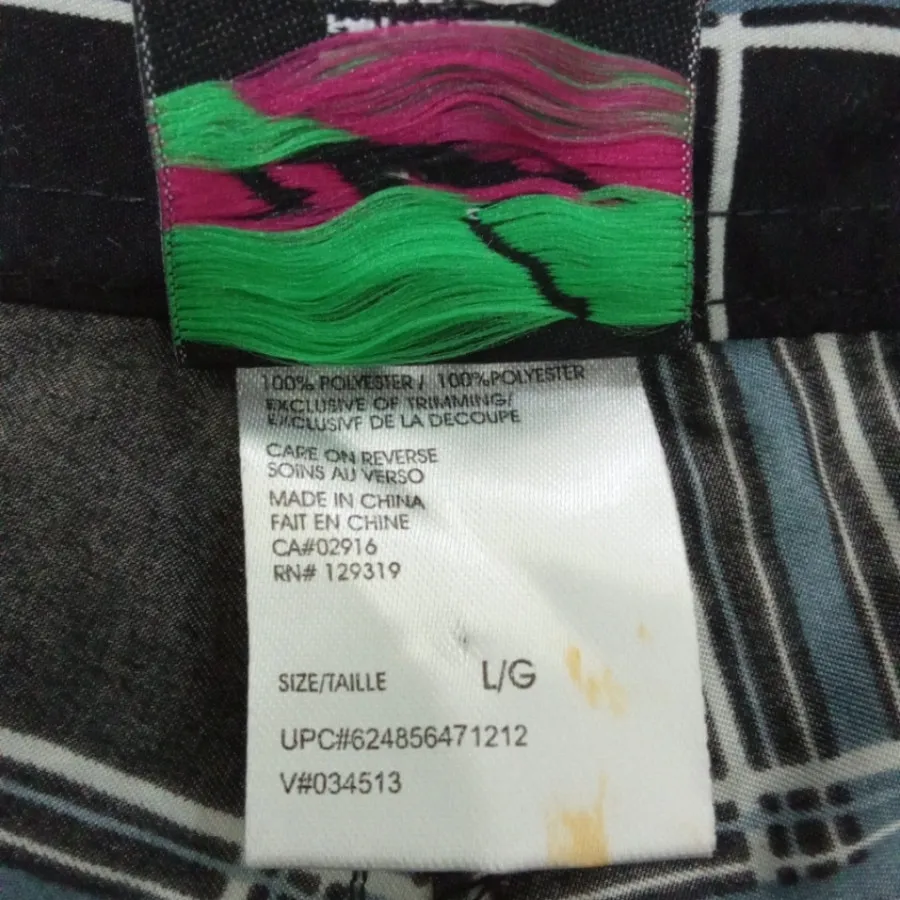 100% POLYESTER / 100%POLYESTER
EXCLUSIVE OF TRIMMING/
EXCLUSIVE DE LA DECOUPE
CARE ON REVERSE
SOINS AU VERSO
MADE IN CHINA
FAIT EN CHINE
CA#02916
RN# 129319
SIZE/TAILLE L/G
UPC#624856471212
V#034513